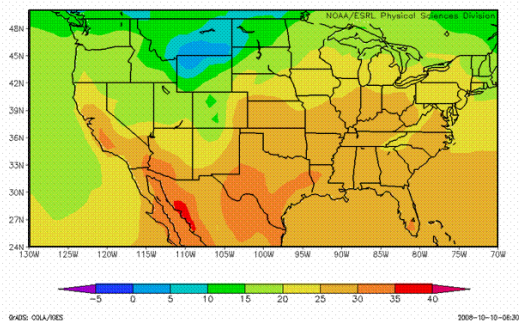 NOAA/ESRL Physical Sciences Division
48N
45N
42N
39N
36N
33N
30N
27N
24N
130W 125W 120W 115W 110W 105W 100W 95W 90W 85W 80W 75W 70W
-5 0 5 10 15 20 25 30 35 40
GrADS: COLA/IGES 2008-10-10-08:20